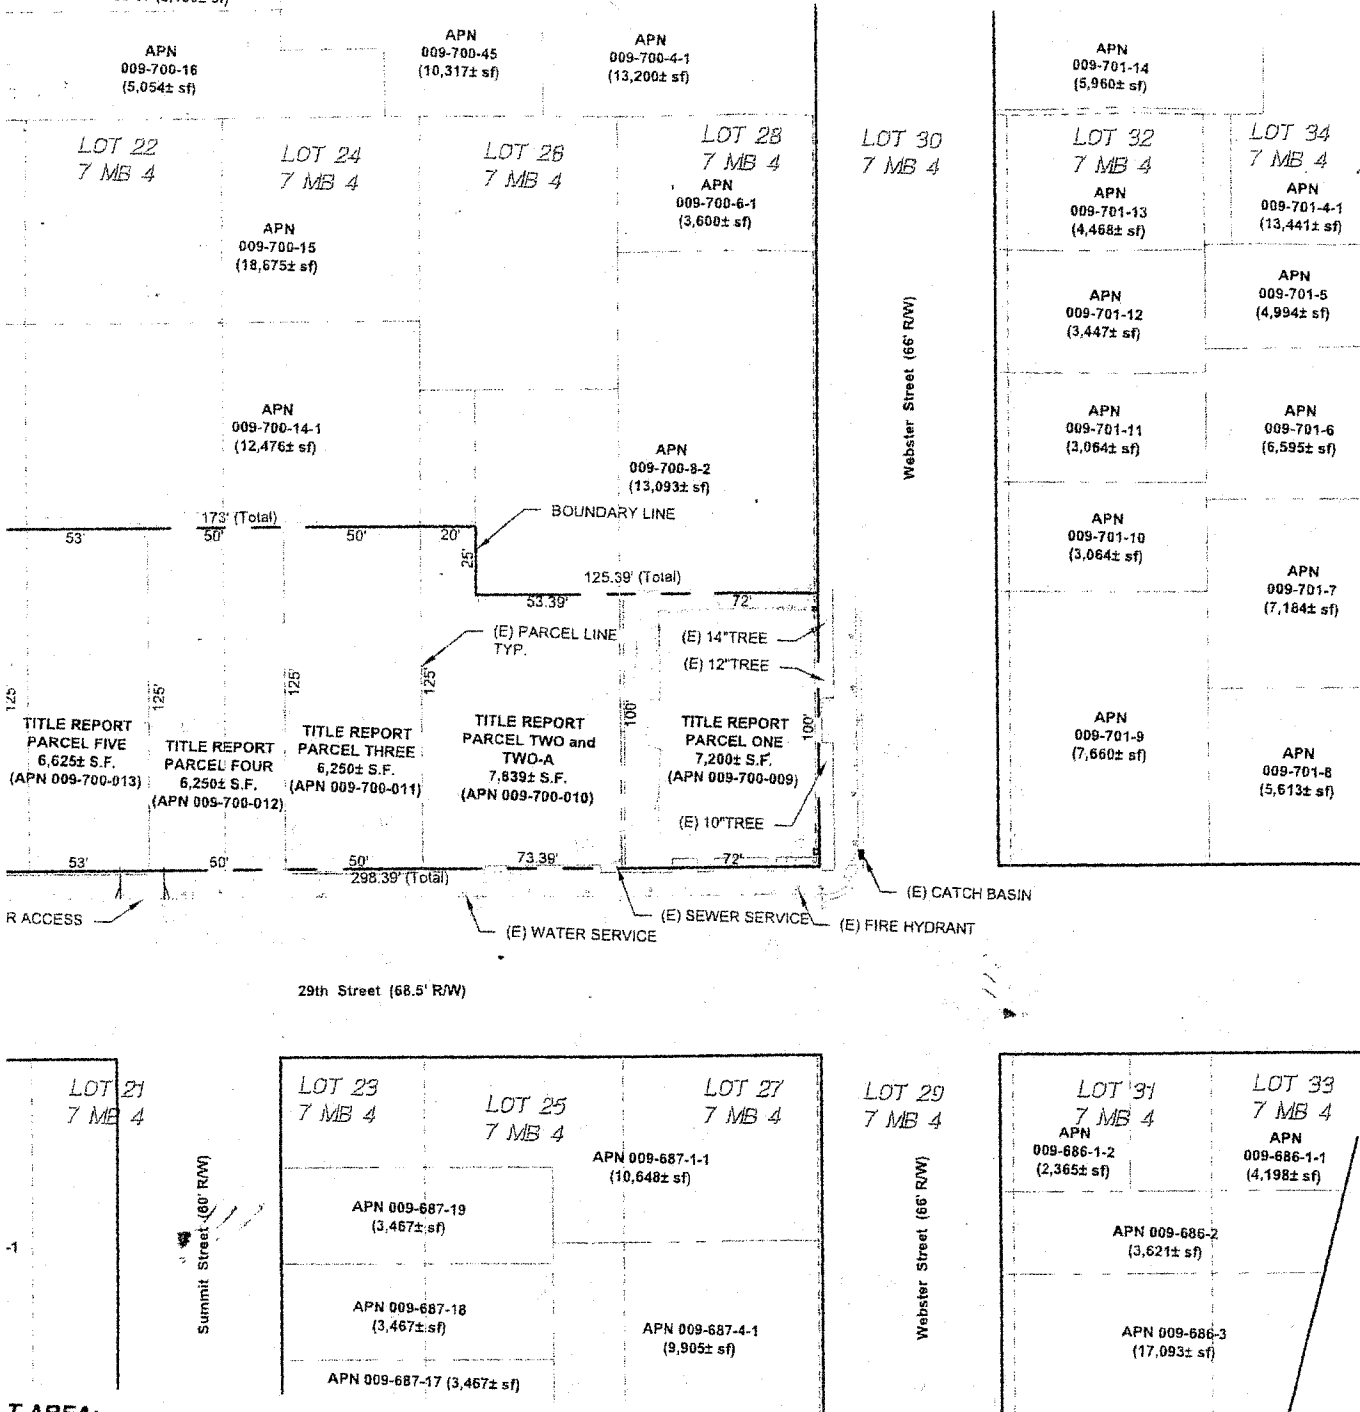 APN
009-700-16
(5,054± sf)
APN
009-700-45
(10,317± sf)
APN
009-700-4-1
(13,200± sf)
APN
009-701-14
(5,960± sf)
LOT 22
7 MB 4
LOT 24
7 MB 4
LOT 26
7 MB 4
LOT 28
7 MB 4
LOT 30
7 MB 4
LOT 32
7 MB 4
LOT 34
7 MB 4
APN
009-700-6-1
(3,600± sf)
APN
009-701-13
(4,468± sf)
APN
009-701-4-1
(13,441± sf)
APN
009-700-15
(18,675± sf)
APN
009-701-12
(3,447± sf)
APN
009-701-5
(4,994± sf)
Webster Street (66' R/W)
APN
009-700-14-1
(12,476± sf)
APN
009-700-8-2
(13,093± sf)
APN
009-701-11
(3,064± sf)
APN
009-701-6
(6,595± sf)
173' (Total)
53'
50'
50'
20'
25'
BOUNDARY LINE
125.39' (Total)
53.39'
72'
APN
009-701-10
(3,064± sf)
APN
009-701-7
(7,184± sf)
(E) PARCEL LINE
TYP.
(E) 14"TREE
(E) 12"TREE
125'
125'
125'
125'
100'
100'
TITLE REPORT
PARCEL FIVE
6,625± S.F.
(APN 009-700-013)
TITLE REPORT
PARCEL FOUR
6,250± S.F.
(APN 009-700-012)
TITLE REPORT
PARCEL THREE
6,250± S.F.
(APN 009-700-011)
TITLE REPORT
PARCEL TWO and
TWO-A
7,839± S.F.
(APN 009-700-010)
TITLE REPORT
PARCEL ONE
7,200± S.F.
(APN 009-700-009)
APN
009-701-9
(7,660± sf)
APN
009-701-8
(5,613± sf)
(E) 10"TREE
53'
50'
50'
73.39'
72'
298.39' (Total)
R ACCESS
(E) WATER SERVICE
(E) SEWER SERVICE
(E) FIRE HYDRANT
(E) CATCH BASIN
29th Street (68.5' R/W)
LOT 21
7 MB 4
LOT 23
7 MB 4
LOT 25
7 MB 4
LOT 27
7 MB 4
LOT 29
7 MB 4
LOT 31
7 MB 4
LOT 33
7 MB 4
APN
009-686-1-2
(2,365± sf)
APN
009-686-1-1
(4,198± sf)
APN 009-687-1-1
(10,648± sf)
Summit Street (60' R/W)
Webster Street (66' R/W)
APN 009-687-19
(3,467± sf)
APN 009-686-2
(3,621± sf)
-1
APN 009-687-18
(3,467± sf)
APN 009-687-4-1
(9,905± sf)
APN 009-686-3
(17,093± sf)
APN 009-687-17 (3,467± sf)